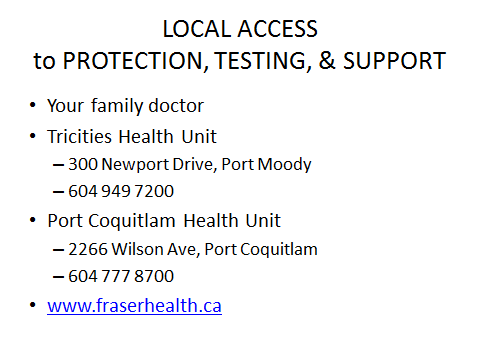 LOCAL ACCESS
to PROTECTION, TESTING, & SUPPORT
• Your family doctor
• Tricities Health Unit
– 300 Newport Drive, Port Moody
– 604 949 7200
• Port Coquitlam Health Unit
– 2266 Wilson Ave, Port Coquitlam
– 604 777 8700
• www.fraserhealth.ca